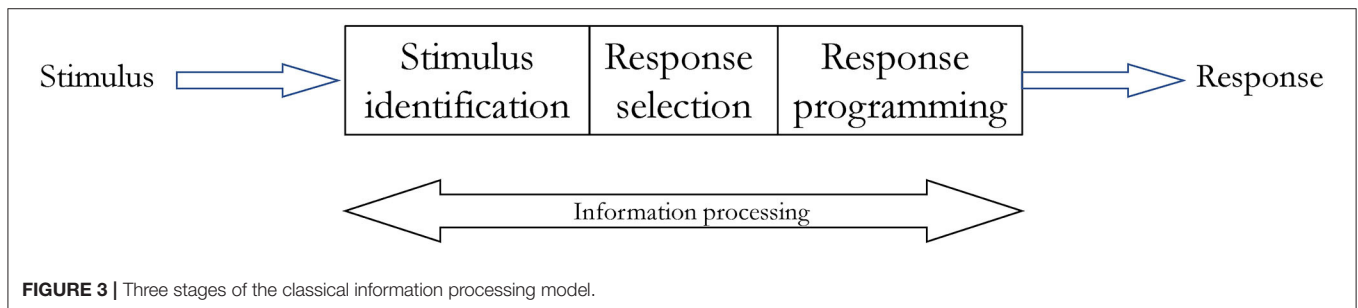 Stimulus
Stimulus
identification
Response
selection
Response
programming
Response
Information processing
FIGURE 3 | Three stages of the classical information processing model.